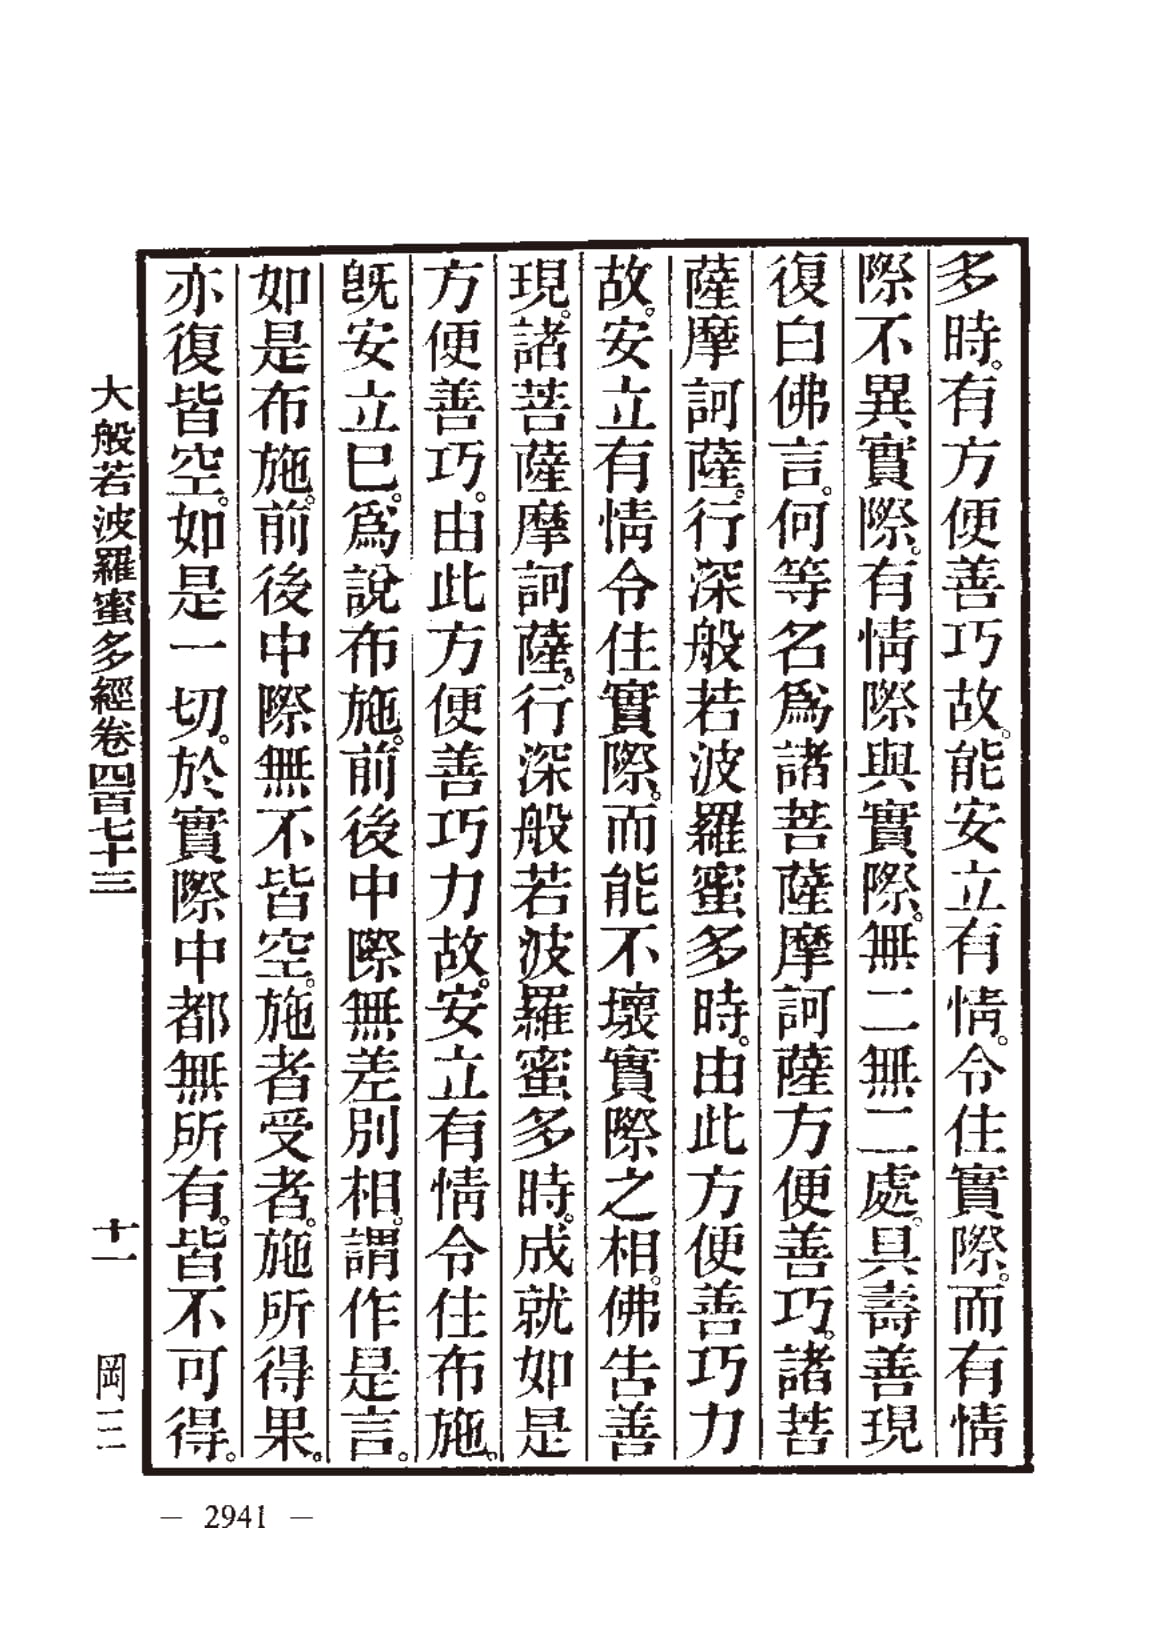 多時。有方便善巧故。能安立有情。令住實際。而有情
際不異實際。有情際與實際。無二無二處。具壽善現
復白佛言。何等名爲諸菩薩摩訶薩方便善巧。諸菩
薩摩訶薩。行深般若波羅蜜多時。由此方便善巧力
故。安立有情令住實際。而能不壞實際之相。佛告善
現。諸菩薩摩訶薩。行深般若波羅蜜多時。成就如是
方便善巧。由此方便善巧力故。安立有情令住布施。
旣安立已。爲說布施。前後中際無差別相。謂作是言。
如是布施。前後中際無不皆空。施者受者。施所得果。
亦復皆空。如是一切。於實際中都無所有。皆不可得。
大般若波羅蜜多經卷四百七十三 十一 岡三
— 2941 —